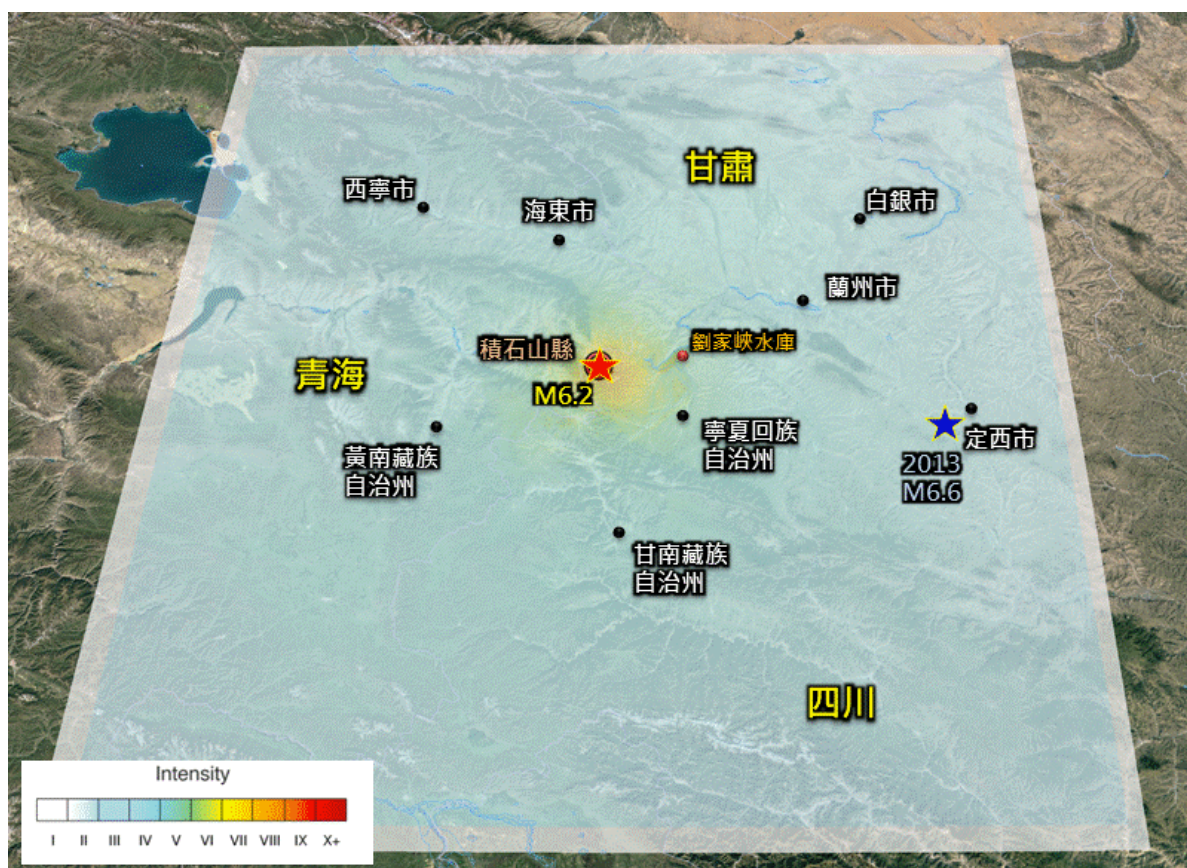 甘肅
西寧市
海東市
白銀市
蘭州市
積石山縣
劉家峽水庫
青海
M6.2
寧夏回族
自治州
定西市
黃南藏族
自治州
2013
M6.6
甘南藏族
自治州
四川
Intensity
I II III IV V VI VII VIII IX X+